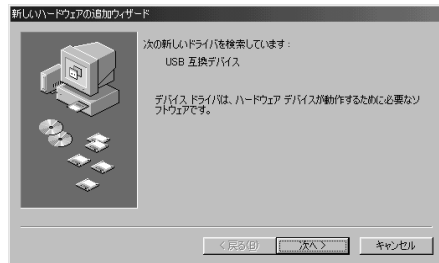 新しいハードウェアの追加ウィザード
次の新しいドライバを検索しています:
USB 互換デバイス
デバイス ドライバは、ハードウェア デバイスが動作するために必要なソ
フトウェアです。
< 戻る(B)
次へ >
キャンセル